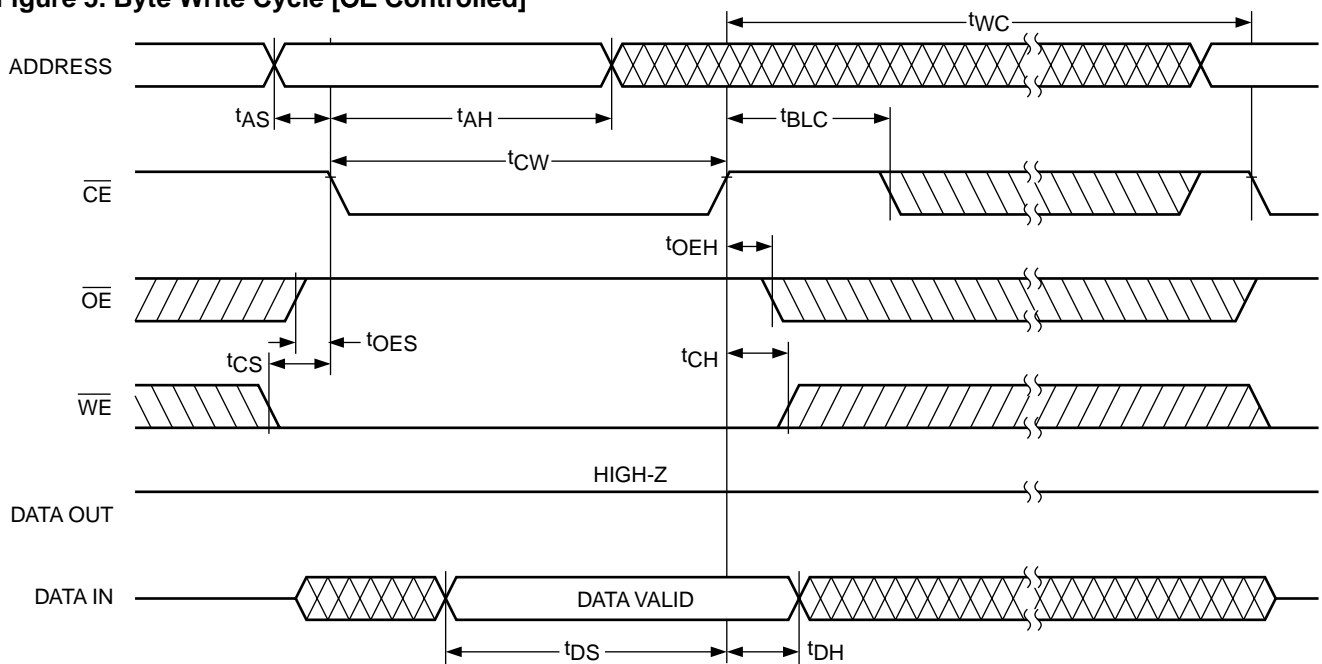 Figure 5. Byte Write Cycle [OE Controlled]
tWC
ADDRESS
tAS
tAH
tBLC
tCW
CE
tOEH
OE
tOES
tCS
tCH
WE
HIGH-Z
DATA OUT
DATA IN
DATA VALID
tDS
tDH